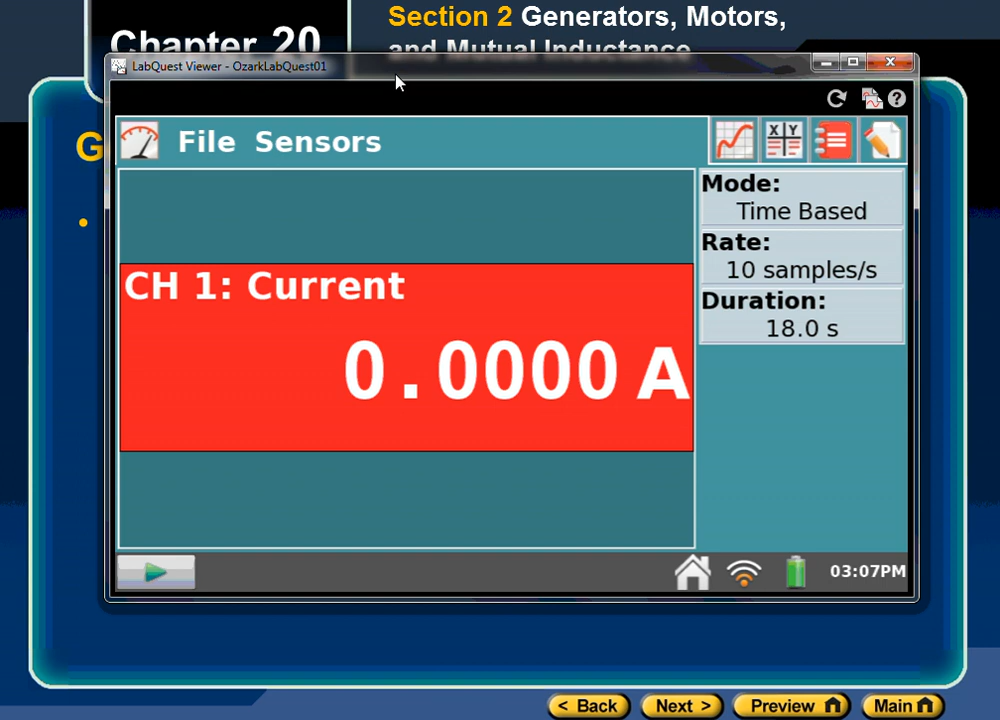 Section 2 Generators, Motors,
Chapter 20
and Mutual Inductance
LabQuest Viewer - OzarkLabQuest01
G
File Sensors
X Y
Mode:
Time Based
Rate:
10 samples/s
Duration:
18.0 s
CH 1: Current
0.0000 A
03:07PM
< Back
Next >
Preview
Main